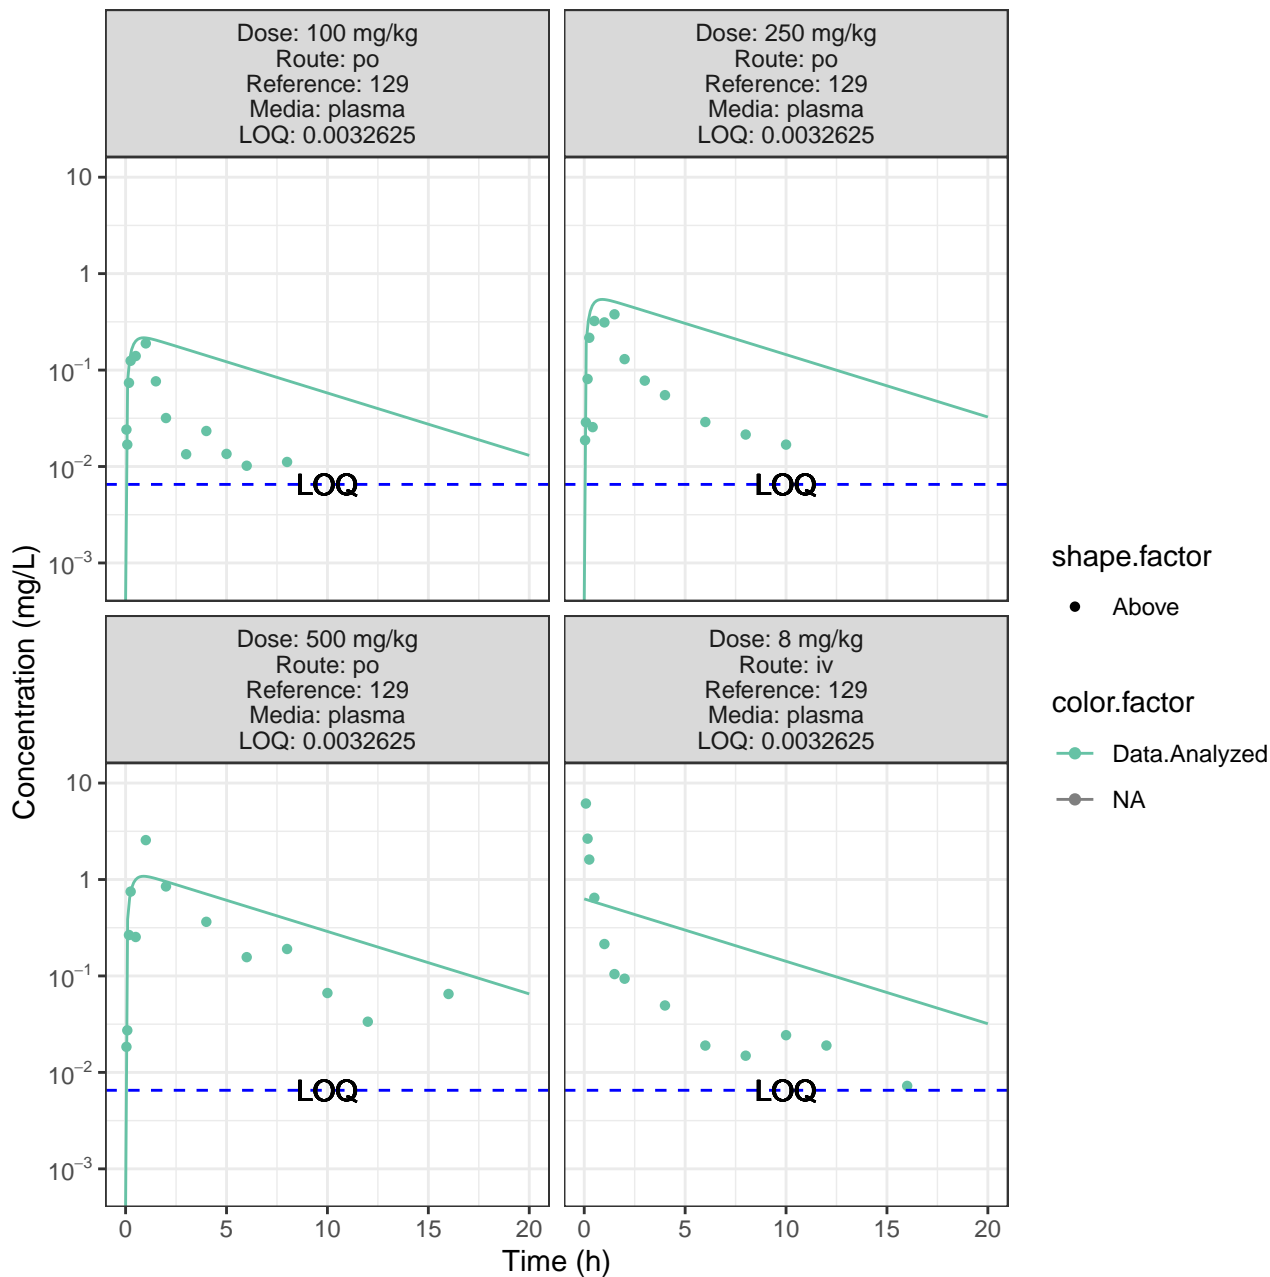 Dose: 100 mg/kg
Route: po
Reference: 129
Media: plasma
LOQ: 0.0032625
Dose: 250 mg/kg
Route: po
Reference: 129
Media: plasma
LOQ: 0.0032625
10
1
10⁻¹
10⁻²
10⁻³
LOQ
LOQ
Dose: 500 mg/kg
Route: po
Reference: 129
Media: plasma
LOQ: 0.0032625
Dose: 8 mg/kg
Route: iv
Reference: 129
Media: plasma
LOQ: 0.0032625
10
1
10⁻¹
10⁻²
10⁻³
LOQ
LOQ
0 5 10 15 20
0 5 10 15 20
Time (h)
Concentration (mg/L)
shape.factor
Above
color.factor
Data.Analyzed
NA